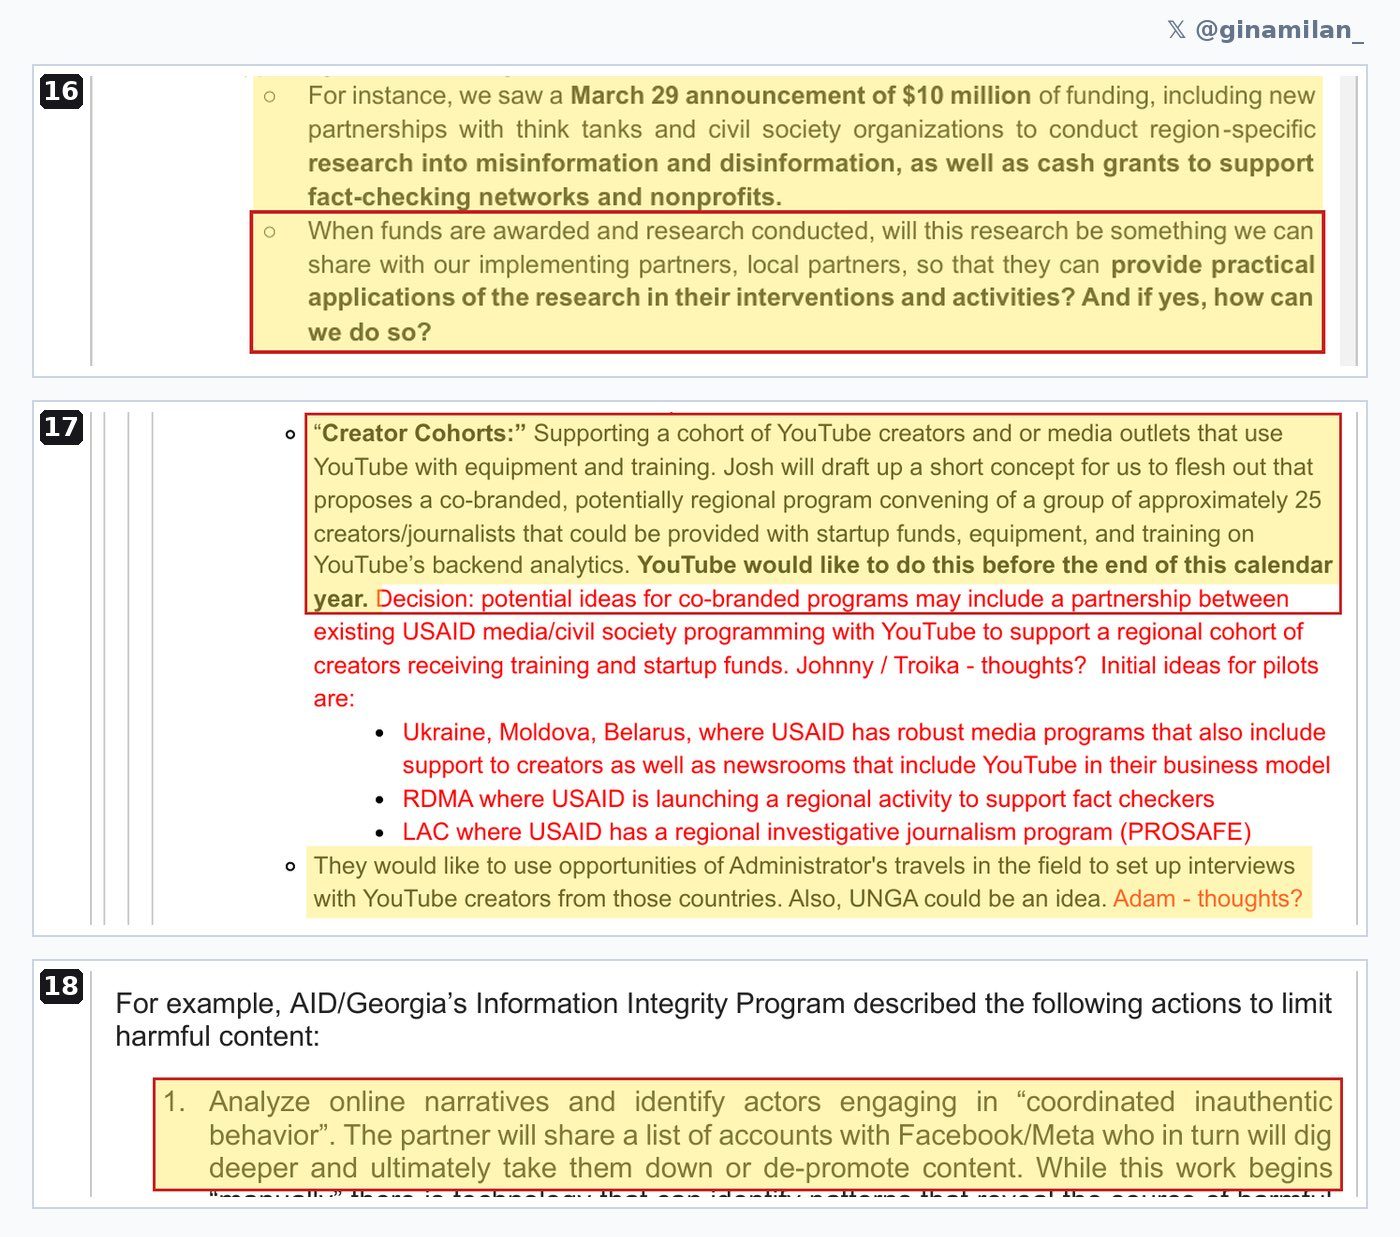 𝕏 @ginamilan_
16
○ For instance, we saw a March 29 announcement of $10 million of funding, including new
partnerships with think tanks and civil society organizations to conduct region-specific
research into misinformation and disinformation, as well as cash grants to support
fact-checking networks and nonprofits.
○ When funds are awarded and research conducted, will this research be something we can
share with our implementing partners, local partners, so that they can provide practical
applications of the research in their interventions and activities? And if yes, how can
we do so?
17
○ “Creator Cohorts:” Supporting a cohort of YouTube creators and or media outlets that use
YouTube with equipment and training. Josh will draft up a short concept for us to flesh out that
proposes a co-branded, potentially regional program convening of a group of approximately 25
creators/journalists that could be provided with startup funds, equipment, and training on
YouTube’s backend analytics. YouTube would like to do this before the end of this calendar
year. Decision: potential ideas for co-branded programs may include a partnership between
existing USAID media/civil society programming with YouTube to support a regional cohort of
creators receiving training and startup funds. Johnny / Troika - thoughts? Initial ideas for pilots
are:
• Ukraine, Moldova, Belarus, where USAID has robust media programs that also include
support to creators as well as newsrooms that include YouTube in their business model
• RDMA where USAID is launching a regional activity to support fact checkers
• LAC where USAID has a regional investigative journalism program (PROSAFE)
○ They would like to use opportunities of Administrator's travels in the field to set up interviews
with YouTube creators from those countries. Also, UNGA could be an idea. Adam - thoughts?
18
For example, AID/Georgia’s Information Integrity Program described the following actions to limit
harmful content:
1. Analyze online narratives and identify actors engaging in “coordinated inauthentic
behavior”. The partner will share a list of accounts with Facebook/Meta who in turn will dig
deeper and ultimately take them down or de-promote content. While this work begins
“manually” there is technology that can identify patterns that reveal the source of harmful